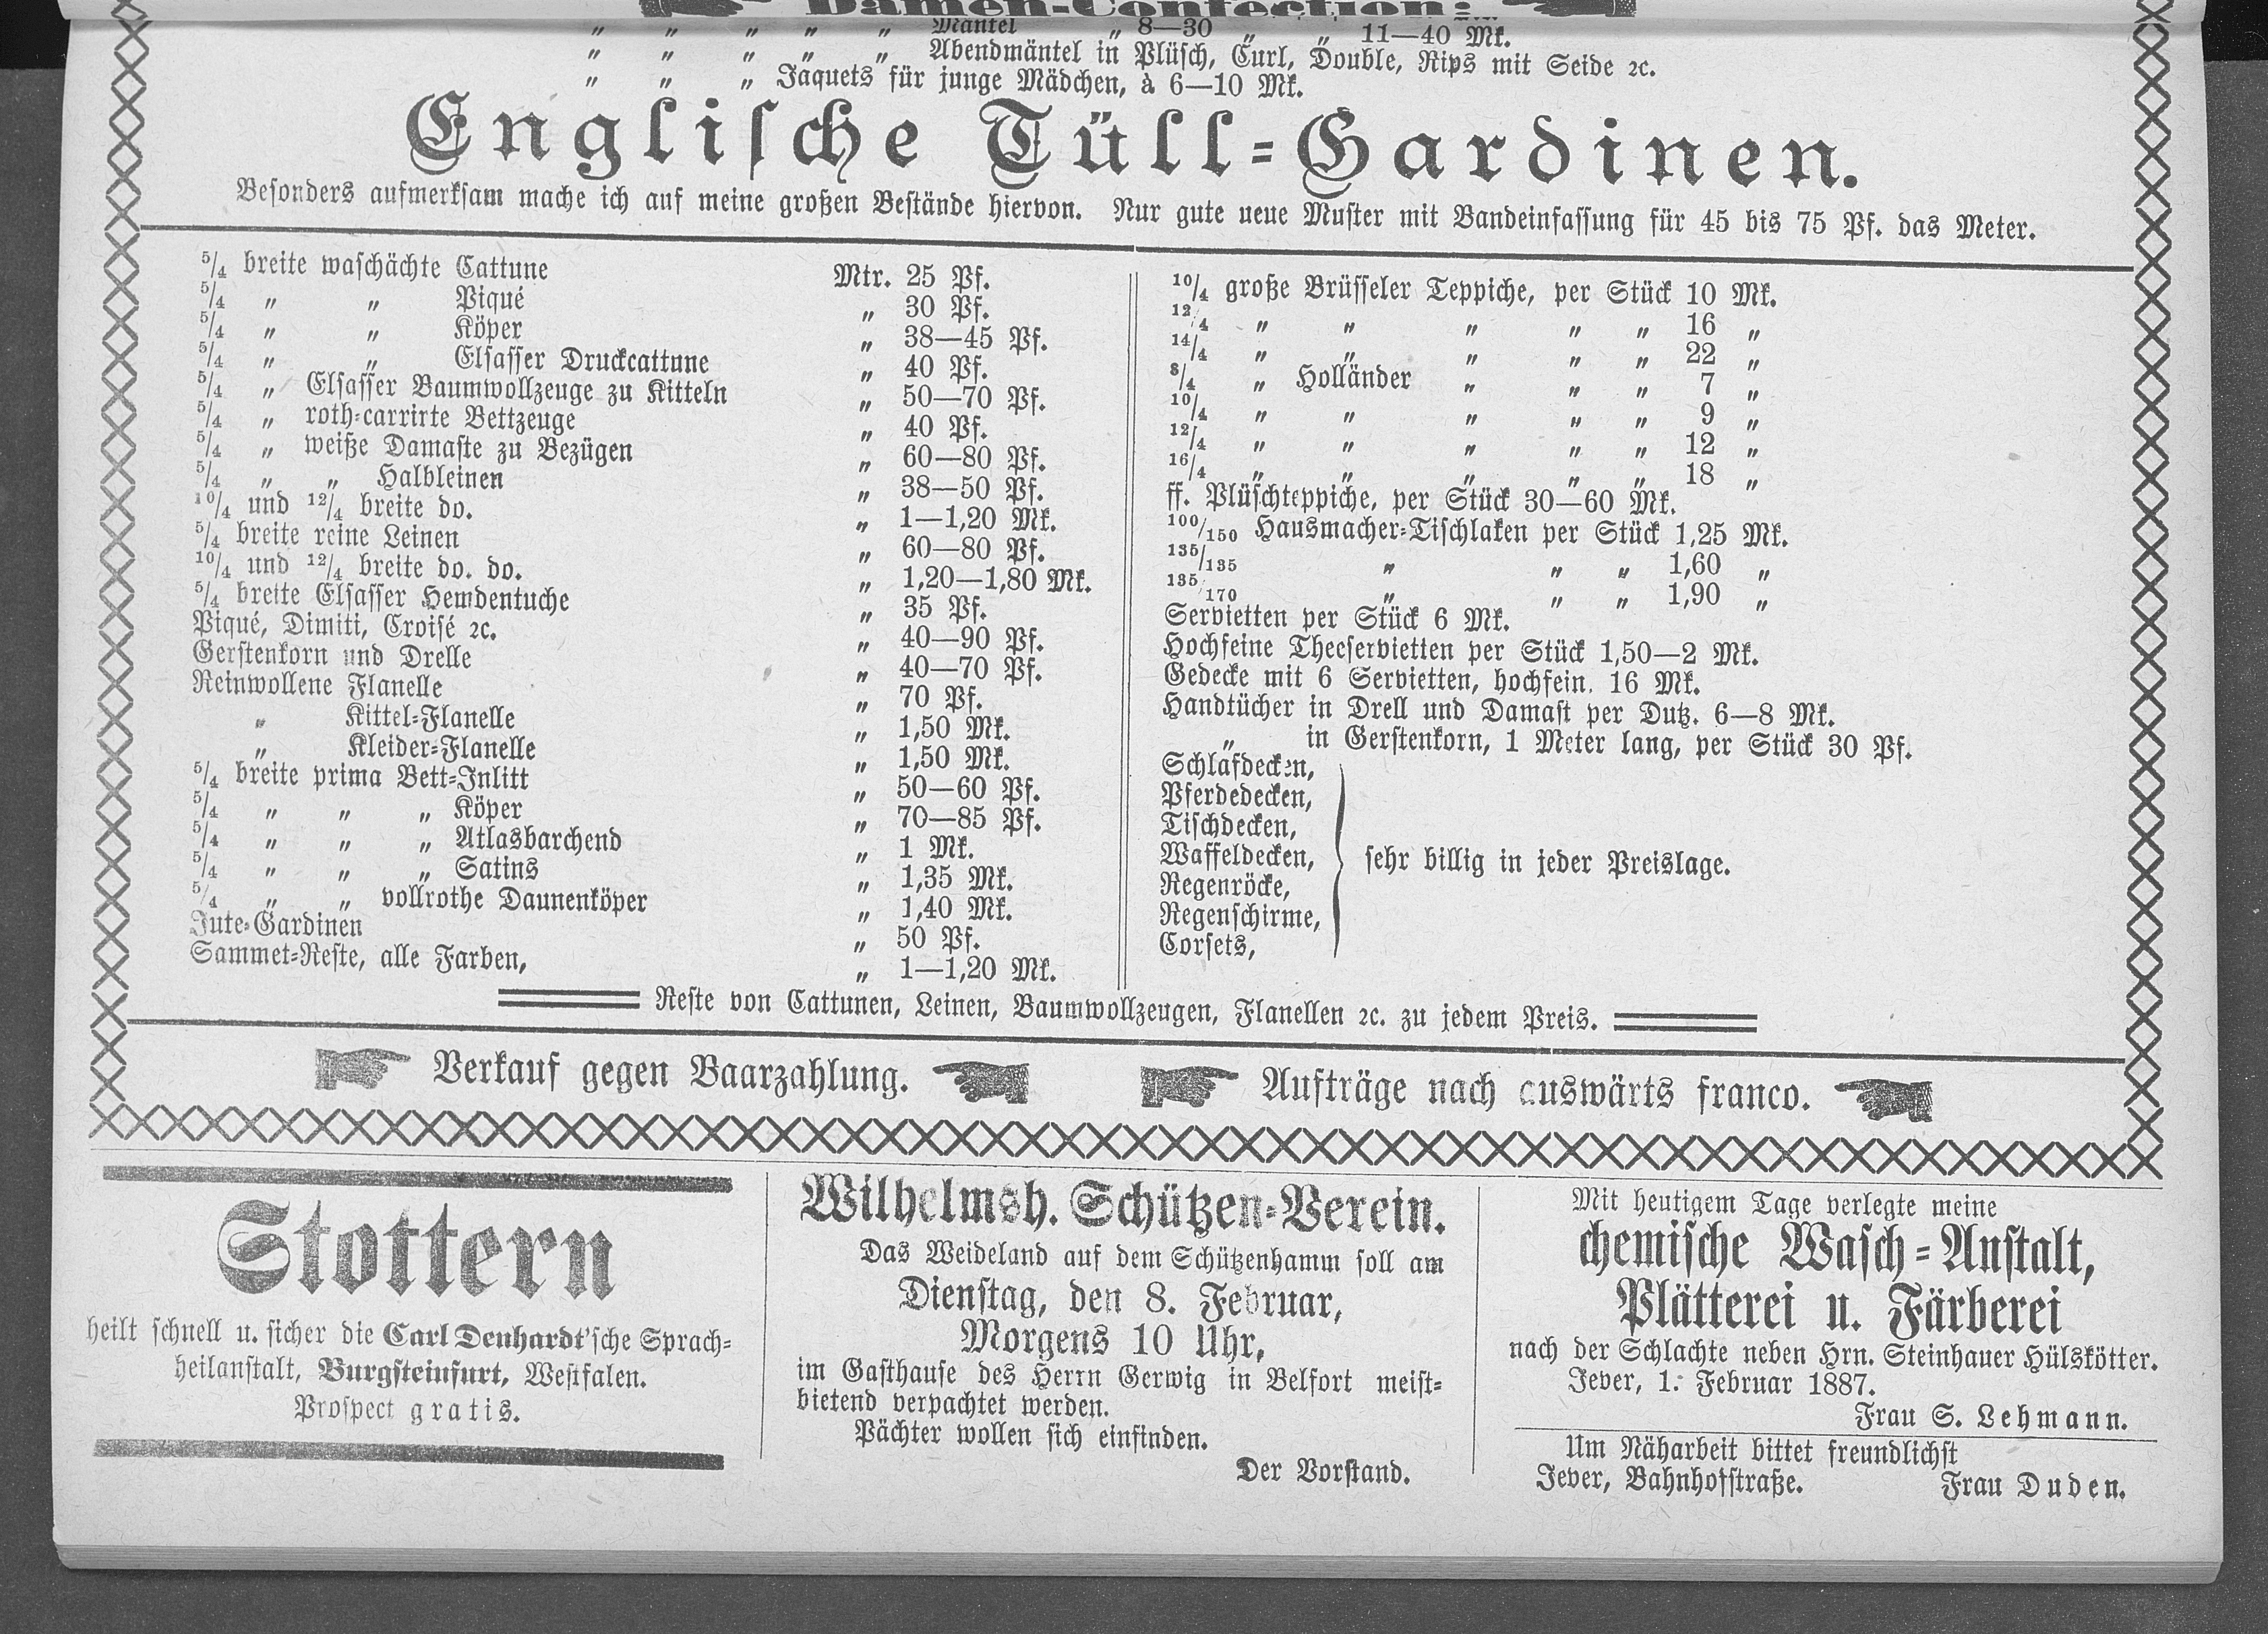 Damen-Confection:
„ „ „ „ „ Mäntel „ 8—30 „ „ 11—40 Mk.
„ „ „ „ „ Abendmäntel in Plüsch, Curl, Double, Rips mit Seide ꝛc.
„ „ „ Jaquets für junge Mädchen, à 6—10 Mk.
Englische Tüll-Gardinen.
Besonders aufmerksam mache ich auf meine großen Bestände hiervon. Nur gute neue Muster mit Bandeinfassung für 45 bis 75 Pf. das Meter.
5/4 breite waschächte Cattune Mtr. 25 Pf.
5/4 „ „ Piqué „ 30 Pf.
5/4 „ „ Köper „ 38—45 Pf.
5/4 „ „ Elsasser Druckcattune „ 40 Pf.
5/4 „ Elsasser Baumwollzeuge zu Kitteln „ 50—70 Pf.
5/4 „ roth-carrirte Bettzeuge „ 40 Pf.
5/4 „ weiße Damaste zu Bezügen „ 60—80 Pf.
5/4 „ „ Halbleinen „ 38—50 Pf.
10/4 und 12/4 breite do. „ 1—1,20 Mk.
5/4 breite reine Leinen „ 60—80 Pf.
10/4 und 12/4 breite do. do. „ 1,20—1,80 Mk.
5/4 breite Elsasser Hemdentuche „ 35 Pf.
Piqué, Dimiti, Croisé ꝛc. „ 40—90 Pf.
Gerstenkorn und Drelle „ 40—70 Pf.
Reinwollene Flanelle „ 70 Pf.
„ Kittel-Flanelle „ 1,50 Mk.
„ Kleider-Flanelle „ 1,50 Mk.
5/4 breite prima Bett-Inlitt „ 50—60 Pf.
5/4 „ „ „ Köper „ 70—85 Pf.
5/4 „ „ „ Atlasbarchend „ 1 Mk.
5/4 „ „ „ Satins „ 1,35 Mk.
5/4 „ „ vollrothe Daunenköper „ 1,40 Mk.
Jute-Gardinen „ 50 Pf.
Sammet-Reste, alle Farben, „ 1—1,20 Mk.
10/4 große Brüsseler Teppiche, per Stück 10 Mk.
12/4 „ „ „ „ „ 16 „
14/4 „ „ „ „ „ 22 „
8/4 „ Holländer „ „ „ 7 „
10/4 „ „ „ „ „ 9 „
12/4 „ „ „ „ „ 12 „
16/4 „ „ „ „ „ 18 „
ff. Plüschteppiche, per Stück 30—60 Mk.
100/150 Hausmacher-Tischlaken per Stück 1,25 Mk.
135/135 „ „ „ 1,60 „
135/170 „ „ „ 1,90 „
Servietten per Stück 6 Mk.
Hochfeine Theeservietten per Stück 1,50—2 Mk.
Gedecke mit 6 Servietten, hochfein, 16 Mk.
Handtücher in Drell und Damast per Dutz. 6—8 Mk.
„ in Gerstenkorn, 1 Meter lang, per Stück 30 Pf.
Schlafdecken,
Pferdedecken,
Tischdecken,
Waffeldecken, sehr billig in jeder Preislage.
Regenröcke,
Regenschirme,
Corsets,
Reste von Cattunen, Leinen, Baumwollzeugen, Flanellen ꝛc. zu jedem Preis.
Verkauf gegen Baarzahlung. Aufträge nach auswärts franco.
Stottern
heilt schnell u. sicher die Carl Denhardt'sche Sprach-
heilanstalt, Burgsteinfurt, Westfalen.
Prospect gratis.
Wilhelmsh. Schützen-Verein.
Das Weideland auf dem Schützenhamm soll am
Dienstag, den 8. Februar,
Morgens 10 Uhr,
im Gasthause des Herrn Gerwig in Belfort meist-
bietend verpachtet werden.
Pächter wollen sich einfinden.
Der Vorstand.
Mit heutigem Tage verlegte meine
chemische Wasch-Anstalt,
Plätterei u. Färberei
nach der Schlachte neben Hrn. Steinhauer Hülskötter.
Jever, 1. Februar 1887.
Frau S. Lehmann.
Um Näharbeit bittet freundlichst
Jever, Bahnhofstraße. Frau Duden.